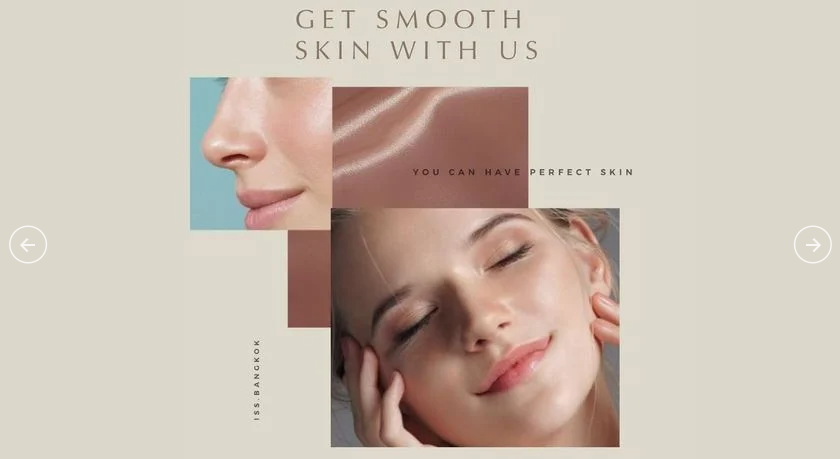 GET SMOOTH
SKIN WITH US
YOU CAN HAVE PERFECT SKIN
ISS.BANGKOK